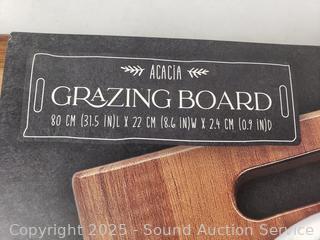 ACACIA
GRAZING BOARD
80 CM (31.5 IN)L X 22 CM (8.6 IN)W X 2.4 CM (0.9 IN)D
Copyright 2025 - Sound Auction Service